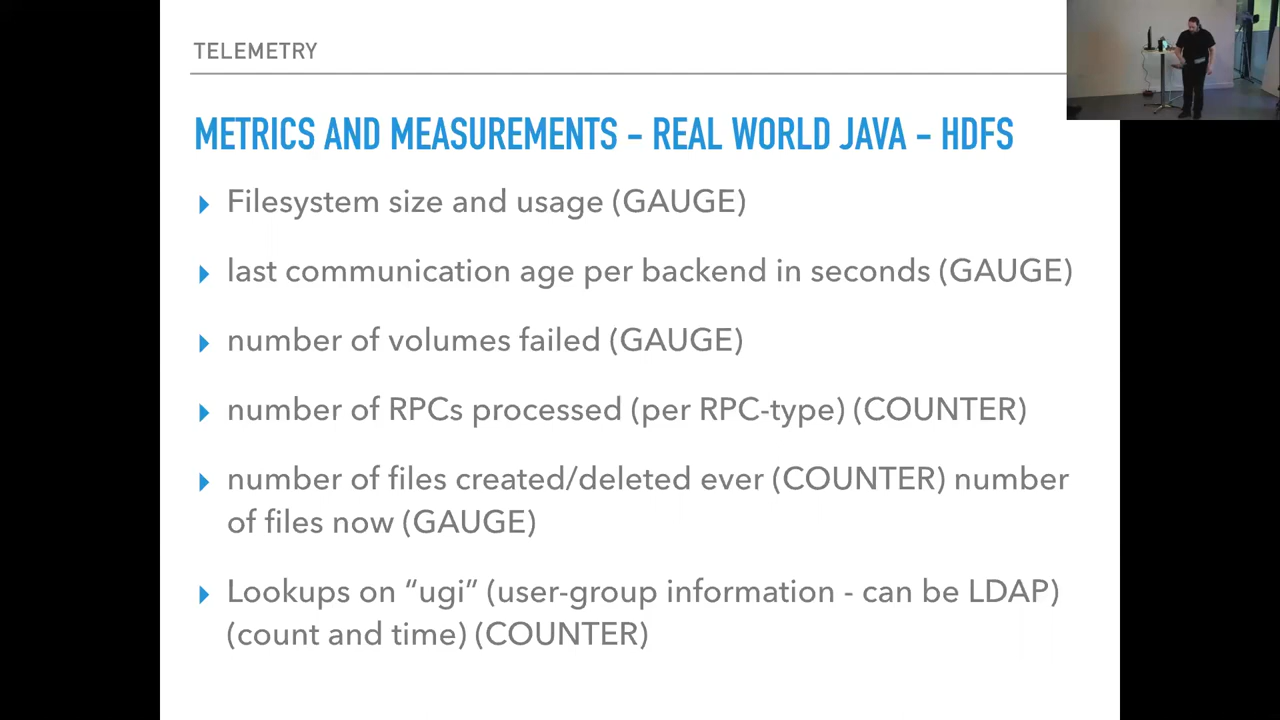 TELEMETRY
METRICS AND MEASUREMENTS - REAL WORLD JAVA - HDFS
Filesystem size and usage (GAUGE)
last communication age per backend in seconds (GAUGE)
number of volumes failed (GAUGE)
number of RPCs processed (per RPC-type) (COUNTER)
number of files created/deleted ever (COUNTER) number
of files now (GAUGE)
Lookups on “ugi” (user-group information - can be LDAP)
(count and time) (COUNTER)